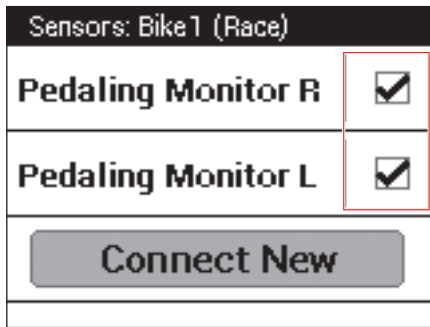 Sensors: Bike1 (Race)
Pedaling Monitor R
Pedaling Monitor L
Connect New